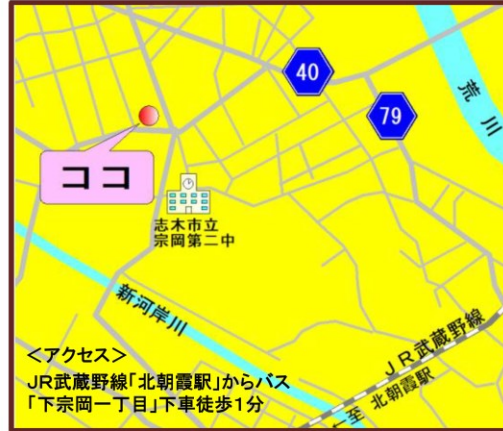 40
79
荒川
ココ
志木市立
宗岡第二中
新河岸川
JR武蔵野線
←至 北朝霞駅
＜アクセス＞
JR武蔵野線「北朝霞駅」からバス
「下宗岡一丁目」下車徒歩1分